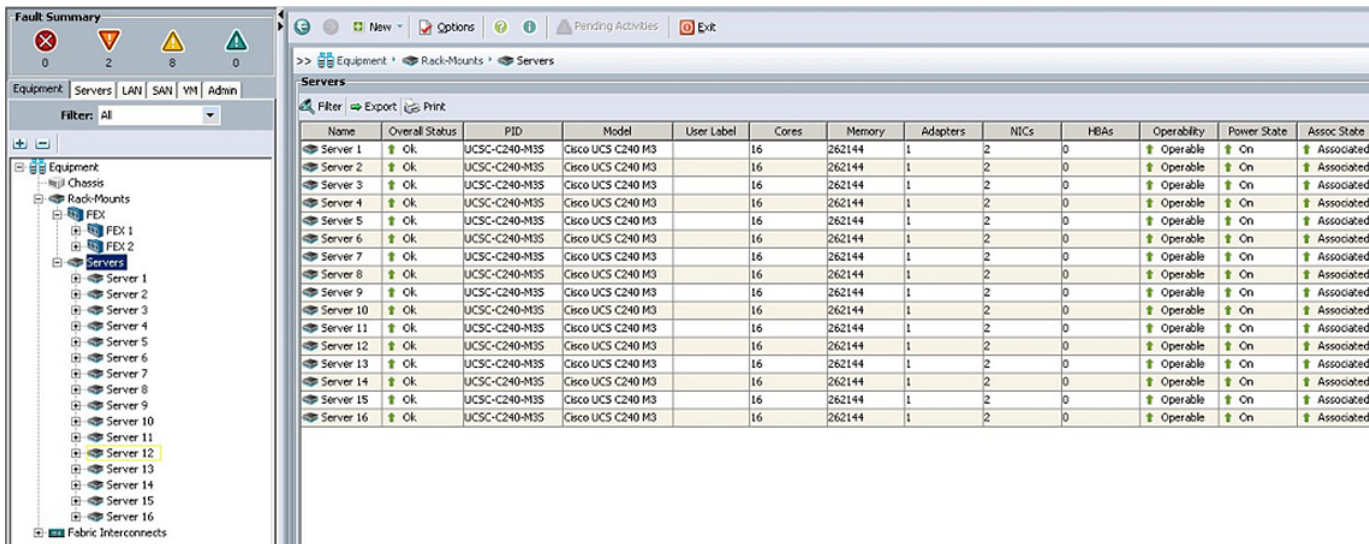 Fault Summary
0 2 8 0
Equipment Servers LAN SAN VM Admin
Filter: All
Equipment
Chassis
Rack-Mounts
FEX
FEX 1
FEX 2
Servers
Server 1
Server 2
Server 3
Server 4
Server 5
Server 6
Server 7
Server 8
Server 9
Server 10
Server 11
Server 12
Server 13
Server 14
Server 15
Server 16
Fabric Interconnects
New Options Pending Activities Exit
>> Equipment Rack-Mounts Servers
Servers
Filter Export Print
Name Overall Status PID Model User Label Cores Memory Adapters NICs HBAs Operability Power State Assoc State
Server 1 Ok UCSC-C240-M3S Cisco UCS C240 M3 16 262144 1 2 0 Operable On Associated
Server 2 Ok UCSC-C240-M3S Cisco UCS C240 M3 16 262144 1 2 0 Operable On Associated
Server 3 Ok UCSC-C240-M3S Cisco UCS C240 M3 16 262144 1 2 0 Operable On Associated
Server 4 Ok UCSC-C240-M3S Cisco UCS C240 M3 16 262144 1 2 0 Operable On Associated
Server 5 Ok UCSC-C240-M3S Cisco UCS C240 M3 16 262144 1 2 0 Operable On Associated
Server 6 Ok UCSC-C240-M3S Cisco UCS C240 M3 16 262144 1 2 0 Operable On Associated
Server 7 Ok UCSC-C240-M3S Cisco UCS C240 M3 16 262144 1 2 0 Operable On Associated
Server 8 Ok UCSC-C240-M3S Cisco UCS C240 M3 16 262144 1 2 0 Operable On Associated
Server 9 Ok UCSC-C240-M3S Cisco UCS C240 M3 16 262144 1 2 0 Operable On Associated
Server 10 Ok UCSC-C240-M3S Cisco UCS C240 M3 16 262144 1 2 0 Operable On Associated
Server 11 Ok UCSC-C240-M3S Cisco UCS C240 M3 16 262144 1 2 0 Operable On Associated
Server 12 Ok UCSC-C240-M3S Cisco UCS C240 M3 16 262144 1 2 0 Operable On Associated
Server 13 Ok UCSC-C240-M3S Cisco UCS C240 M3 16 262144 1 2 0 Operable On Associated
Server 14 Ok UCSC-C240-M3S Cisco UCS C240 M3 16 262144 1 2 0 Operable On Associated
Server 15 Ok UCSC-C240-M3S Cisco UCS C240 M3 16 262144 1 2 0 Operable On Associated
Server 16 Ok UCSC-C240-M3S Cisco UCS C240 M3 16 262144 1 2 0 Operable On Associated